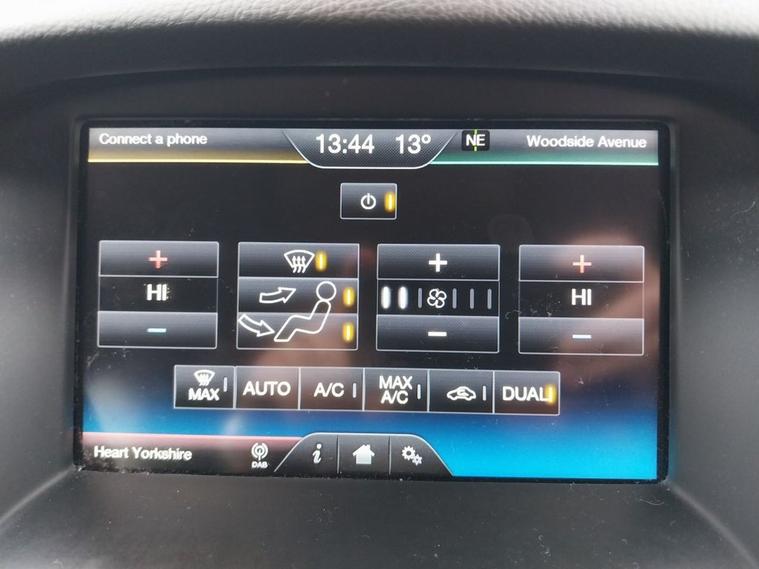 Connect a phone
13:44 13°
NE
Woodside Avenue
+
HI
−
+
−
+
HI
−
MAX
AUTO
A/C
MAX
A/C
DUAL
Heart Yorkshire
DAB
i